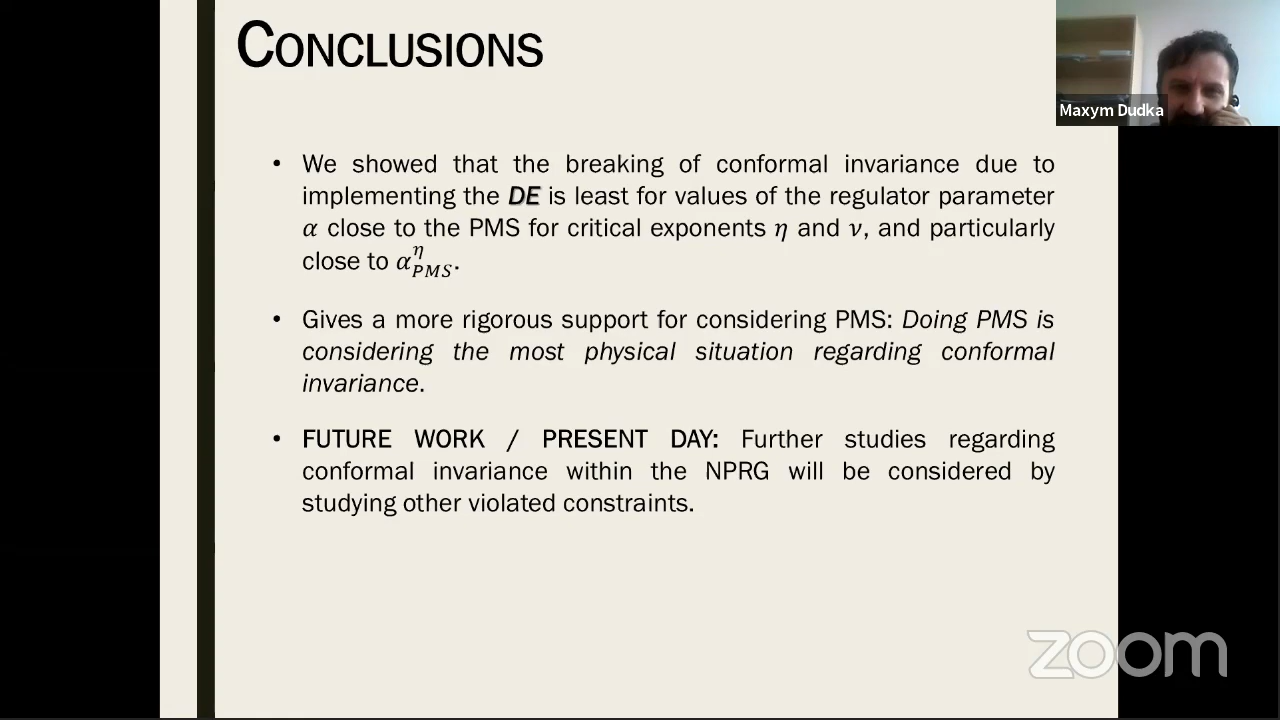 CONCLUSIONS
Maxym Dudka
• We showed that the breaking of conformal invariance due to
implementing the DE is least for values of the regulator parameter
α close to the PMS for critical exponents η and ν, and particularly
close to α^η_PMS.
• Gives a more rigorous support for considering PMS: Doing PMS is
considering the most physical situation regarding conformal
invariance.
• FUTURE WORK / PRESENT DAY: Further studies regarding
conformal invariance within the NPRG will be considered by
studying other violated constraints.
zoom